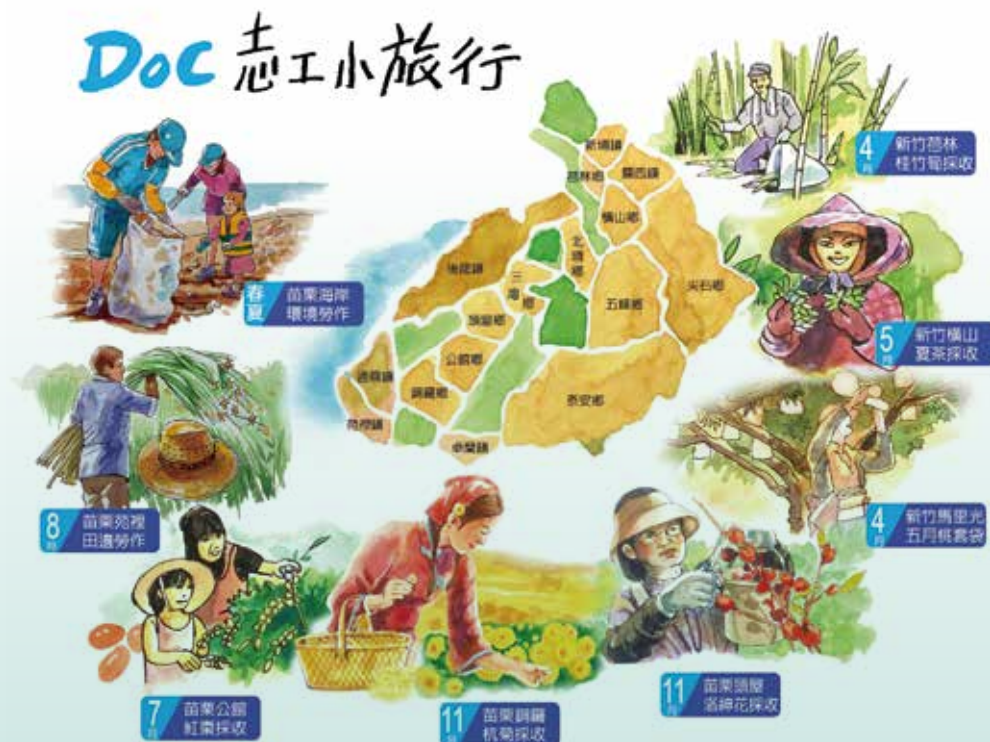 DoC 志工小旅行
4月
新竹芎林
桂竹筍採收
5月
新竹橫山
夏茶採收
4月
新竹馬里光
五月桃套袋
11月
苗栗頭屋
洛神花採收
11月
苗栗銅鑼
杭菊採收
7月
苗栗公館
紅棗採收
8月
苗栗苑裡
田邊勞作
春夏
苗栗海岸
環境勞作
新埔鎮
芎林鄉
關西鎮
橫山鄉
北埔鄉
尖石鄉
五峰鄉
後龍鎮
三灣鄉
頭屋鄉
公館鄉
通霄鎮
銅鑼鄉
苑裡鎮
泰安鄉
卓蘭鎮